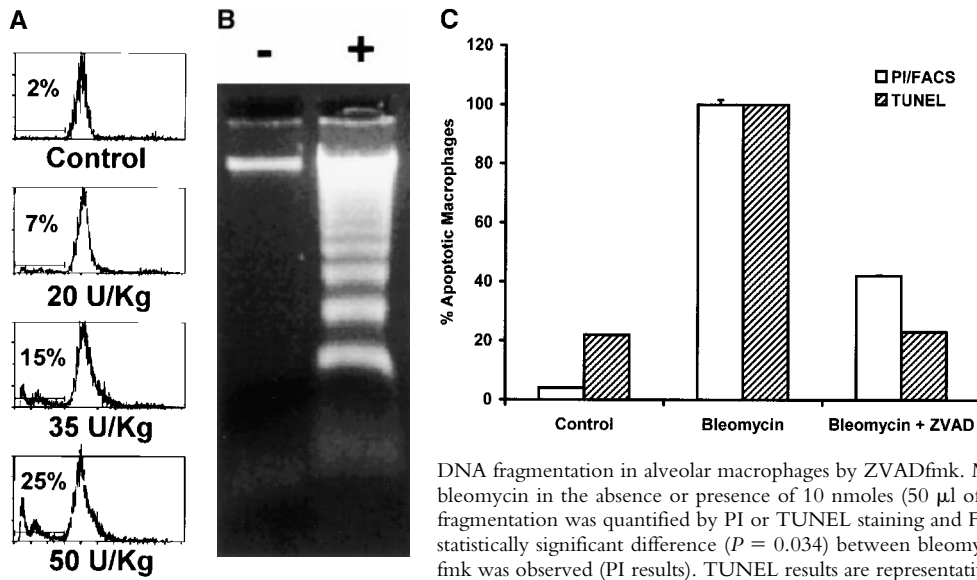 A
2%
Control
7%
20 U/Kg
15%
35 U/Kg
25%
50 U/Kg
B
- +
C
120
100
80
60
40
20
0
% Apoptotic Macrophages
PI/FACS
TUNEL
Control Bleomycin Bleomycin + ZVAD
DNA fragmentation in alveolar macrophages by ZVADfmk. M
bleomycin in the absence or presence of 10 nmoles (50 μl of
fragmentation was quantified by PI or TUNEL staining and F
statistically significant difference (P = 0.034) between bleomy
fmk was observed (PI results). TUNEL results are representati